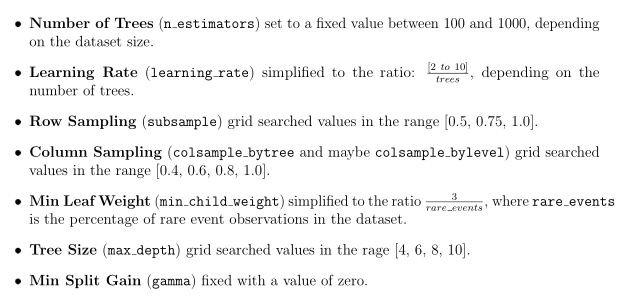 • Number of Trees (n_estimators) set to a fixed value between 100 and 1000, depending
on the dataset size.
• Learning Rate (learning_rate) simplified to the ratio: [2 to 10]/trees, depending on the
number of trees.
• Row Sampling (subsample) grid searched values in the range [0.5, 0.75, 1.0].
• Column Sampling (colsample_bytree and maybe colsample_bylevel) grid searched
values in the range [0.4, 0.6, 0.8, 1.0].
• Min Leaf Weight (min_child_weight) simplified to the ratio 3/rare_events, where rare_events
is the percentage of rare event observations in the dataset.
• Tree Size (max_depth) grid searched values in the rage [4, 6, 8, 10].
• Min Split Gain (gamma) fixed with a value of zero.